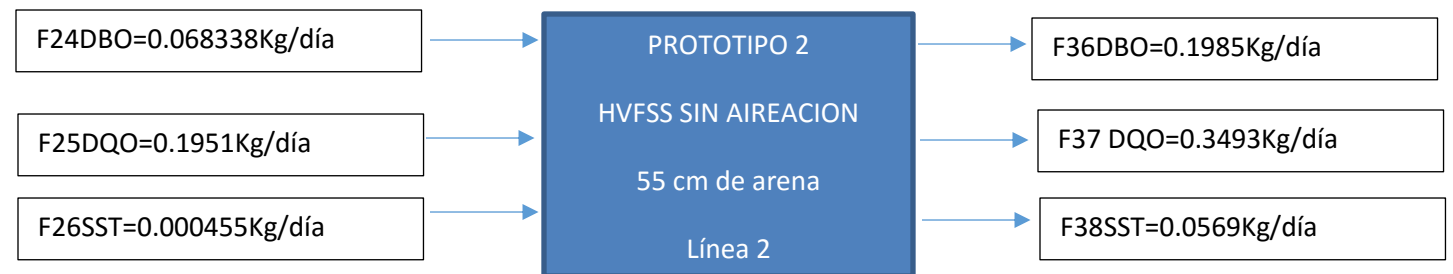 F24DBO=0.068338Kg/día
F25DQO=0.1951Kg/día
F26SST=0.000455Kg/día
PROTOTIPO 2
HVFSS SIN AIREACION
55 cm de arena
Línea 2
F36DBO=0.1985Kg/día
F37 DQO=0.3493Kg/día
F38SST=0.0569Kg/día